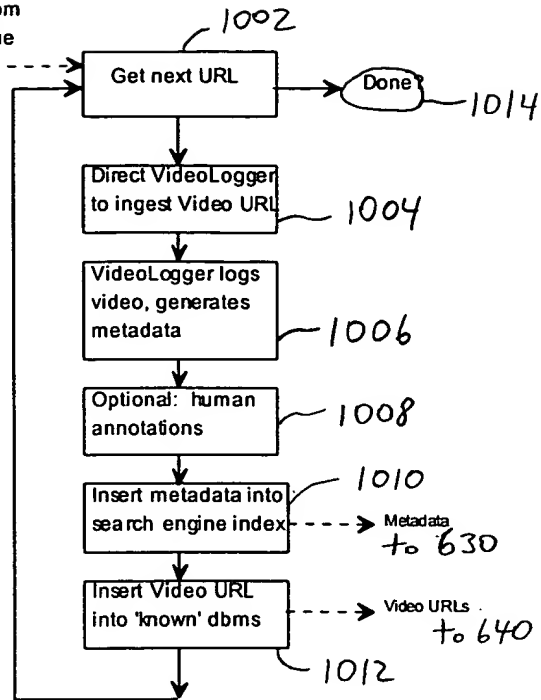 om
ue
1002
Get next URL
Done?
1014
Direct VideoLogger
to ingest Video URL
1004
VideoLogger logs
video, generates
metadata
1006
Optional: human
annotations
1008
1010
Insert metadata into
search engine index
Metadata
to 630
Insert Video URL
into 'known' dbms
Video URLs
to 640
1012